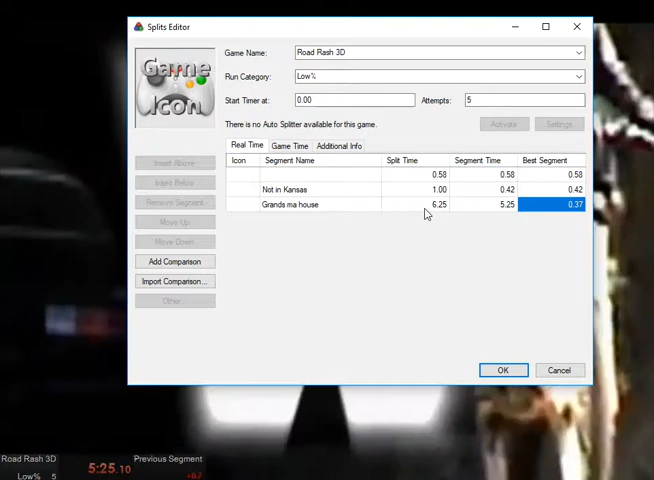 Splits Editor
Game Icon
Game Name: Road Rash 3D
Run Category: Low%
Start Timer at: 0.00 Attempts: 5
There is no Auto Splitter available for this game. Activate Settings
Real Time Game Time Additional Info
Icon Segment Name Split Time Segment Time Best Segment
0.58 0.58 0.58
Not in Kansas 1.00 0.42 0.42
Grands ma house 6.25 5.25 0.37
Insert Above
Insert Below
Remove Segment
Move Up
Move Down
Add Comparison
Import Comparison...
Other...
OK Cancel
Road Rash 3D
Low% 5
5:25.10
Previous Segment
+0.7